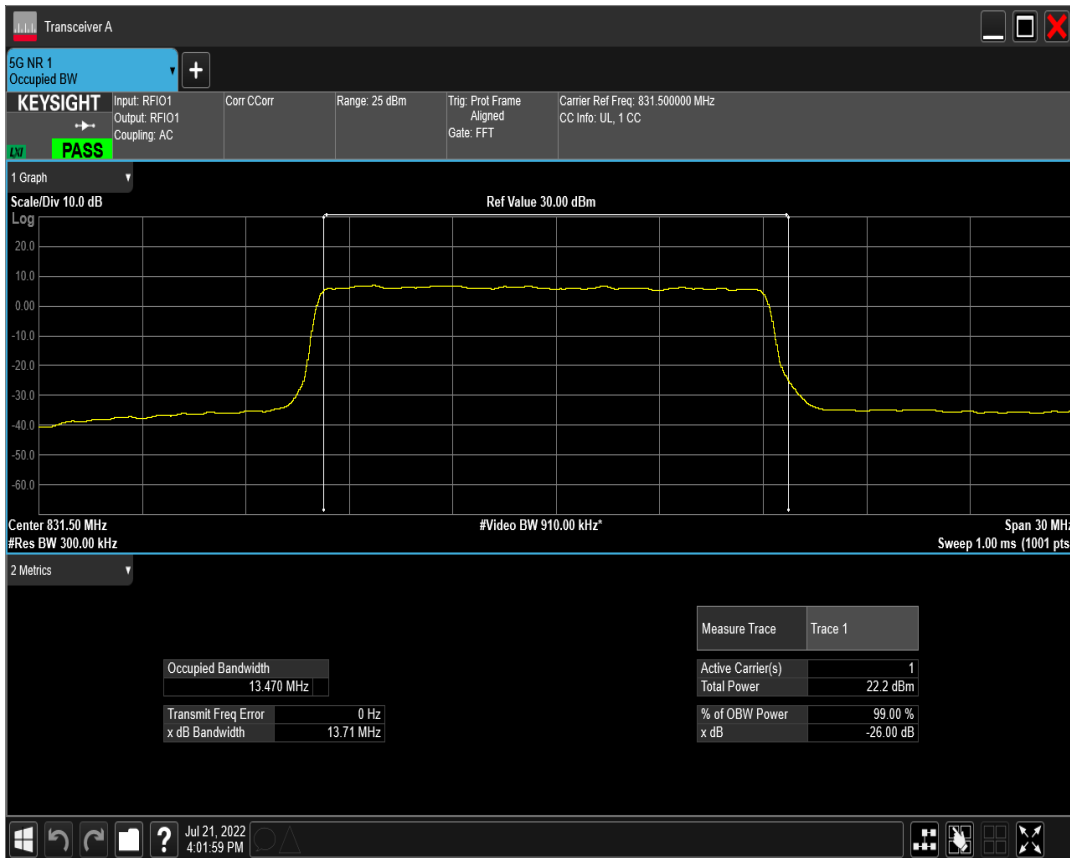 Transceiver A
5G NR 1
Occupied BW
KEYSIGHT
Input: RFIO1
Output: RFIO1
Coupling: AC
Corr CCorr
Range: 25 dBm
Trig: Prot Frame
Aligned
Gate: FFT
Carrier Ref Freq: 831.500000 MHz
CC Info: UL, 1 CC
LXI
PASS
1 Graph
Scale/Div 10.0 dB
Ref Value 30.00 dBm
Log
20.0
10.0
0.00
-10.0
-20.0
-30.0
-40.0
-50.0
-60.0
Center 831.50 MHz
#Video BW 910.00 kHz*
Span 30 MHz
#Res BW 300.00 kHz
Sweep 1.00 ms (1001 pts
2 Metrics
Measure Trace Trace 1
Occupied Bandwidth
13.470 MHz
Active Carrier(s) 1
Total Power 22.2 dBm
Transmit Freq Error 0 Hz
x dB Bandwidth 13.71 MHz
% of OBW Power 99.00 %
x dB -26.00 dB
?
Jul 21, 2022
4:01:59 PM